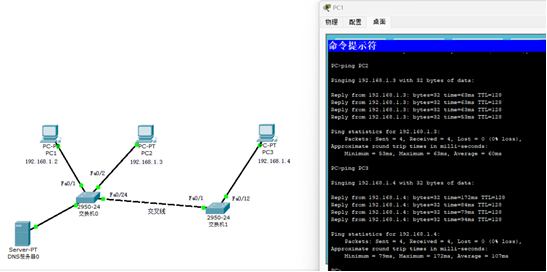 PC1
物理 配置 桌面
命令提示符
PC>ping PC2
Pinging 192.168.1.3 with 32 bytes of data:
Reply from 192.168.1.3: bytes=32 time=63ms TTL=128
Reply from 192.168.1.3: bytes=32 time=63ms TTL=128
Reply from 192.168.1.3: bytes=32 time=63ms TTL=128
Reply from 192.168.1.3: bytes=32 time=53ms TTL=128
Ping statistics for 192.168.1.3:
Packets: Sent = 4, Received = 4, Lost = 0 (0% loss),
Approximate round trip times in milli-seconds:
Minimum = 53ms, Maximum = 63ms, Average = 60ms
PC>ping PC3
Pinging 192.168.1.4 with 32 bytes of data:
Reply from 192.168.1.4: bytes=32 time=172ms TTL=128
Reply from 192.168.1.4: bytes=32 time=84ms TTL=128
Reply from 192.168.1.4: bytes=32 time=79ms TTL=128
Reply from 192.168.1.4: bytes=32 time=94ms TTL=128
Ping statistics for 192.168.1.4:
Packets: Sent = 4, Received = 4, Lost = 0 (0% loss),
Approximate round trip times in milli-seconds:
Minimum = 79ms, Maximum = 172ms, Average = 107ms
PC>
PC-PT
PC1
192.168.1.2
PC-PT
PC2
192.168.1.3
PC-PT
PC3
192.168.1.4
Fa0/1
Fa0/2
Fa0/24
2950-24
交换机0
交叉线
Fa0/1
Fa0/12
2950-24
交换机1
Server-PT
DNS服务器0